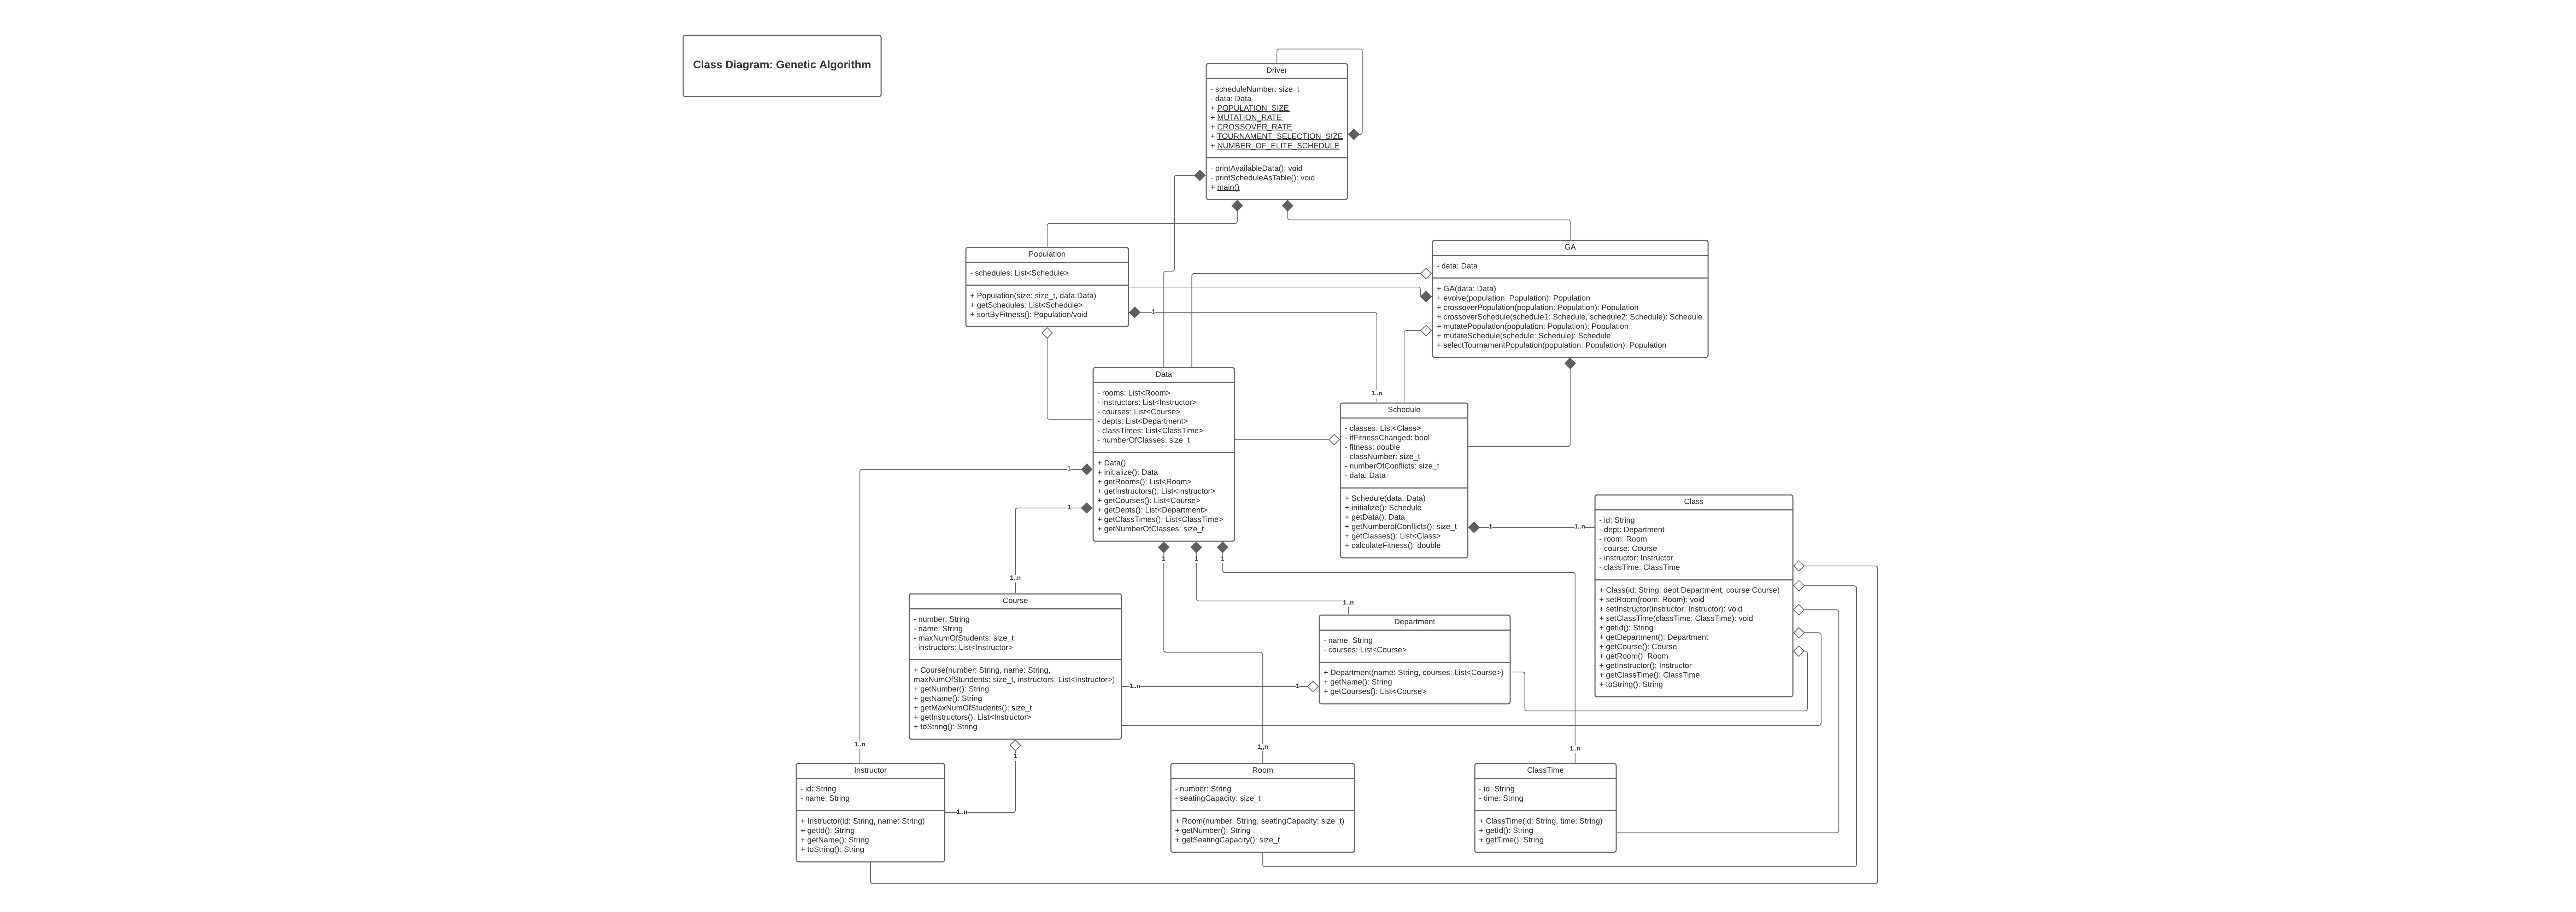 Class Diagram: Genetic Algorithm
Driver
- scheduleNumber: size_t
- data: Data
+ POPULATION_SIZE
+ MUTATION_RATE
+ CROSSOVER_RATE
+ TOURNAMENT_SELECTION_SIZE
+ NUMBER_OF_ELITE_SCHEDULE
- printAvailableData(): void
- printScheduleAsTable(): void
+ main()
Population
- schedules: List<Schedule>
+ Population(size: size_t, data:Data)
+ getSchedules: List<Schedule>
+ sortByFitness(): Population/void
GA
- data: Data
+ GA(data: Data)
+ evolve(population: Population): Population
+ crossoverPopulation(population: Population): Population
+ crossoverSchedule(schedule1: Schedule, schedule2: Schedule): Schedule
+ mutatePopulation(population: Population): Population
+ mutateSchedule(schedule: Schedule): Schedule
+ selectTournamentPopulation(population: Population): Population
1
1..n
Data
- rooms: List<Room>
- instructors: List<Instructor>
- courses: List<Course>
- depts: List<Department>
- classTimes: List<ClassTime>
- numberOfClasses: size_t
+ Data()
+ initialize(): Data
+ getRooms(): List<Room>
+ getInstructors(): List<Instructor>
+ getCourses(): List<Course>
+ getDepts(): List<Department>
+ getClassTimes(): List<ClassTime>
+ getNumberOfClasses: size_t
Schedule
- classes: List<Class>
- ifFitnessChanged: bool
- fitness: double
- classNumber: size_t
- numberOfConflicts: size_t
- data: Data
+ Schedule(data: Data)
+ initialize(): Schedule
+ getData(): Data
+ getNumberofConflicts(): size_t
+ getClasses(): List<Class>
+ calculateFitness(): double
1
1..n
Class
- id: String
- dept: Department
- room: Room
- course: Course
- instructor: Instructor
- classTime: ClassTime
+ Class(id: String, dept Department, course Course)
+ setRoom(room: Room): void
+ setInstructor(instructor: Instructor): void
+ setClassTime(classTime: ClassTime): void
+ getId(): String
+ getDepartment(): Department
+ getCourse(): Course
+ getRoom(): Room
+ getInstructor(): Instructor
+ getClassTime(): ClassTime
+ toString(): String
1
1
1
1
1
1..n
1..n
Course
- number: String
- name: String
- maxNumOfStudents: size_t
- instructors: List<Instructor>
+ Course(number: String, name: String,
maxNumOfStundents: size_t, instructors: List<Instructor>)
+ getNumber(): String
+ getName(): String
+ getMaxNumOfStudents(): size_t
+ getInstructors(): List<Instructor>
+ toString(): String
Department
- name: String
- courses: List<Course>
+ Department(name: String, courses: List<Course>)
+ getName(): String
+ getCourses(): List<Course>
1..n
1
1..n
1
1..n
1..n
Instructor
- id: String
- name: String
+ Instructor(id: String, name: String)
+ getId(): String
+ getName(): String
+ toString(): String
1..n
Room
- number: String
- seatingCapacity: size_t
+ Room(number: String, seatingCapacity: size_t)
+ getNumber(): String
+ getSeatingCapacity(): size_t
ClassTime
- id: String
- time: String
+ ClassTime(id: String, time: String)
+ getId(): String
+ getTime(): String